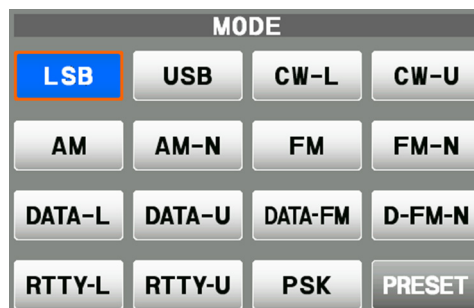 MODE
LSB USB CW-L CW-U
AM AM-N FM FM-N
DATA-L DATA-U DATA-FM D-FM-N
RTTY-L RTTY-U PSK PRESET